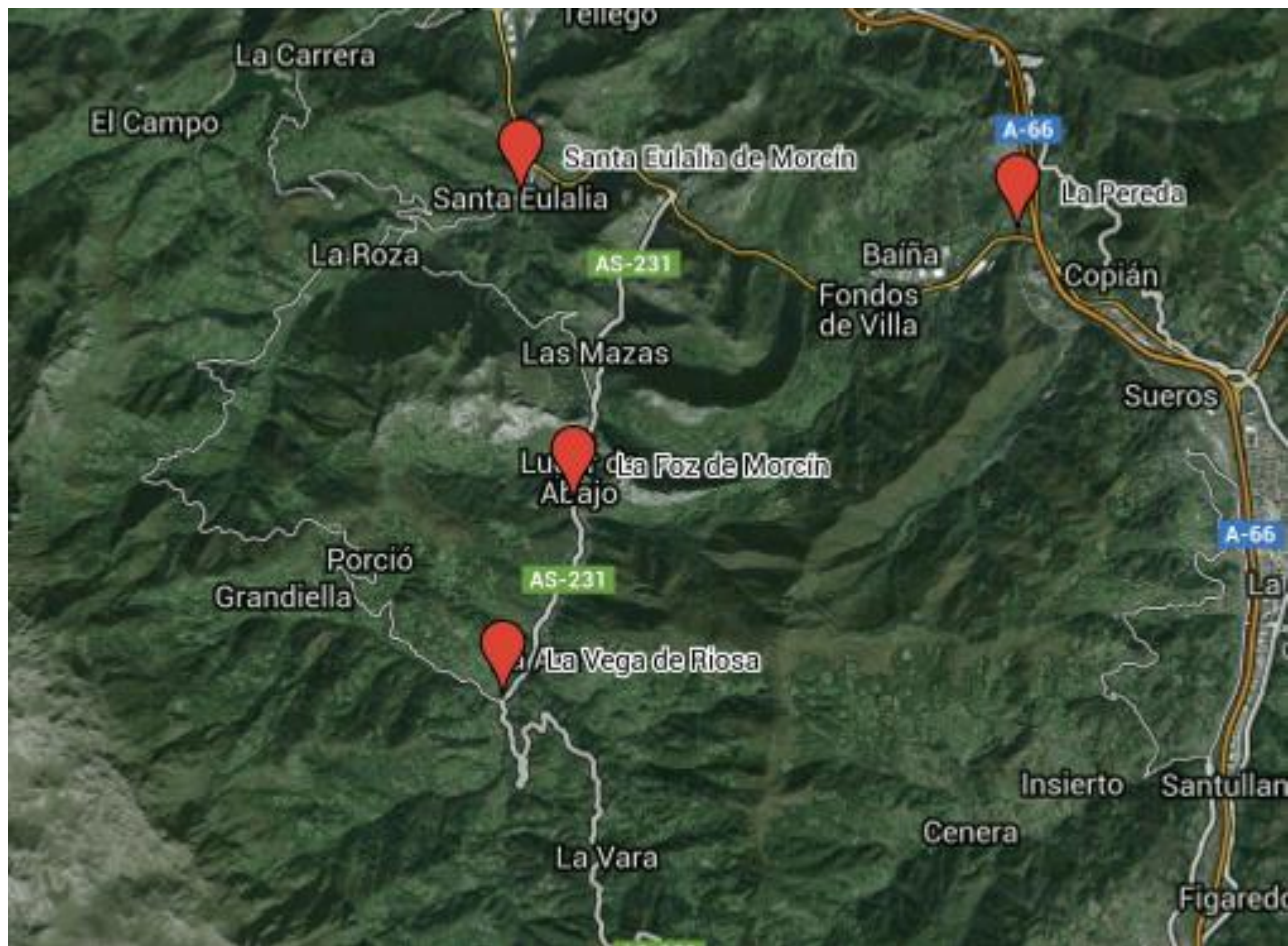 Tellego
La Carrera
El Campo
A-66
Santa Eulalia de Morcín
La Pereda
Santa Eulalia
La Roza
AS-231
Baíña
Copián
Fondos
de Villa
Las Mazas
Sueros
La Foz de Morcín
Abajo
A-66
Porció
AS-231
Grandiella
La
La Vega de Riosa
Insierto
Santullan
Cenera
La Vara
Figaredo